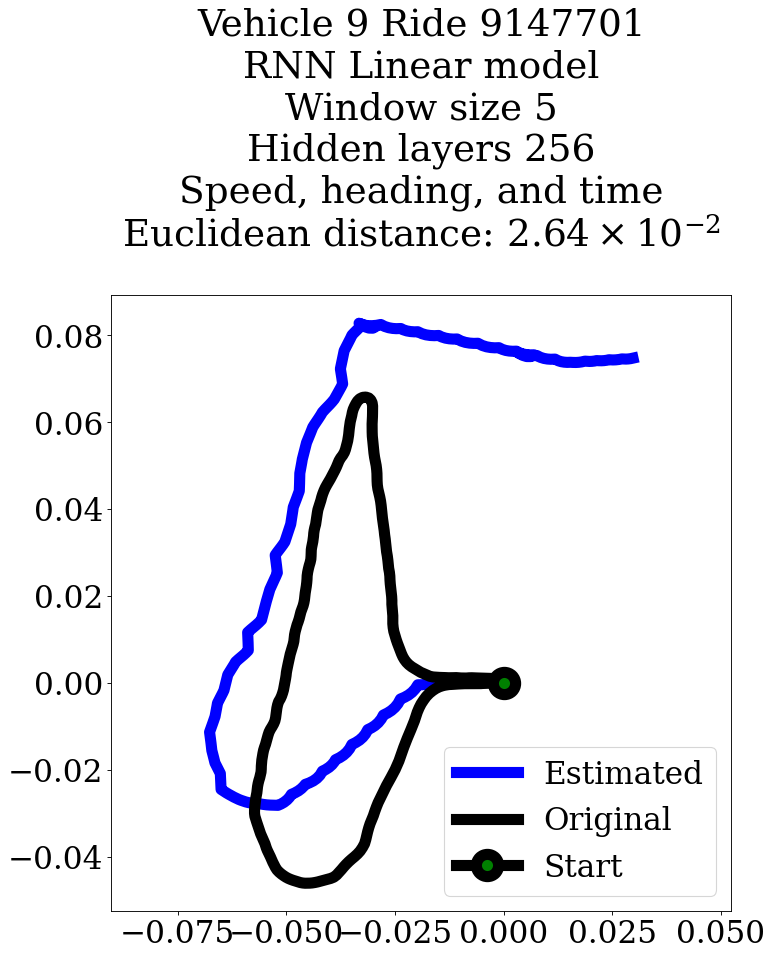 Vehicle 9 Ride 9147701
RNN Linear model
Window size 5
Hidden layers 256
Speed, heading, and time
Euclidean distance: 2.64 × 10⁻²
0.08
0.06
0.04
0.02
0.00
−0.02
−0.04
Estimated
Original
Start
−0.075 −0.050 −0.025 0.000 0.025 0.050